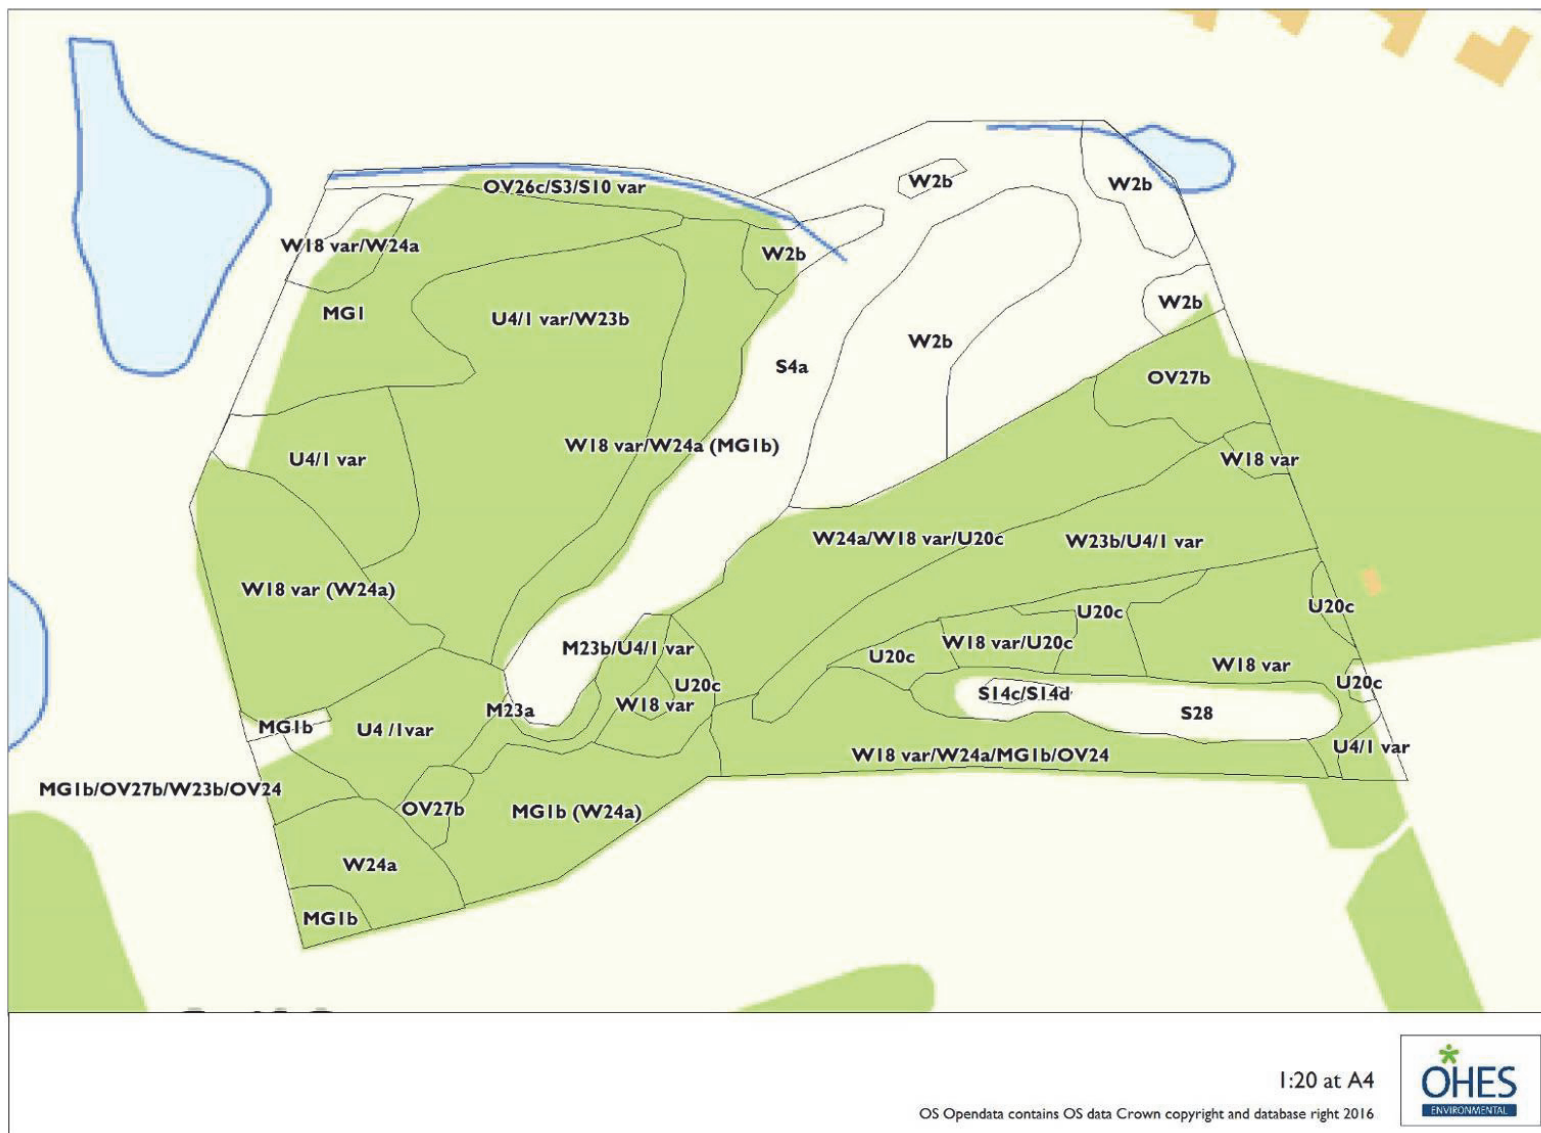 W2b
W2b
OV26c/S3/S10 var
W18 var/W24a
W2b
W2b
MG1
U4/1 var/W23b
W2b
S4a
OV27b
W18 var/W24a (MG1b)
U4/1 var
W18 var
W24a/W18 var/U20c
W23b/U4/1 var
W18 var (W24a)
U20c
U20c
M23b/U4/1 var
W18 var/U20c
U20c
W18 var
U20c
U20c
S14c/S14d
W18 var
M23a
S28
MG1b
U4 /1var
U4/1 var
W18 var/W24a/MG1b/OV24
MG1b/OV27b/W23b/OV24
OV27b
MG1b (W24a)
W24a
MG1b
1:20 at A4
OS Opendata contains OS data Crown copyright and database right 2016
OHES
ENVIRONMENTAL